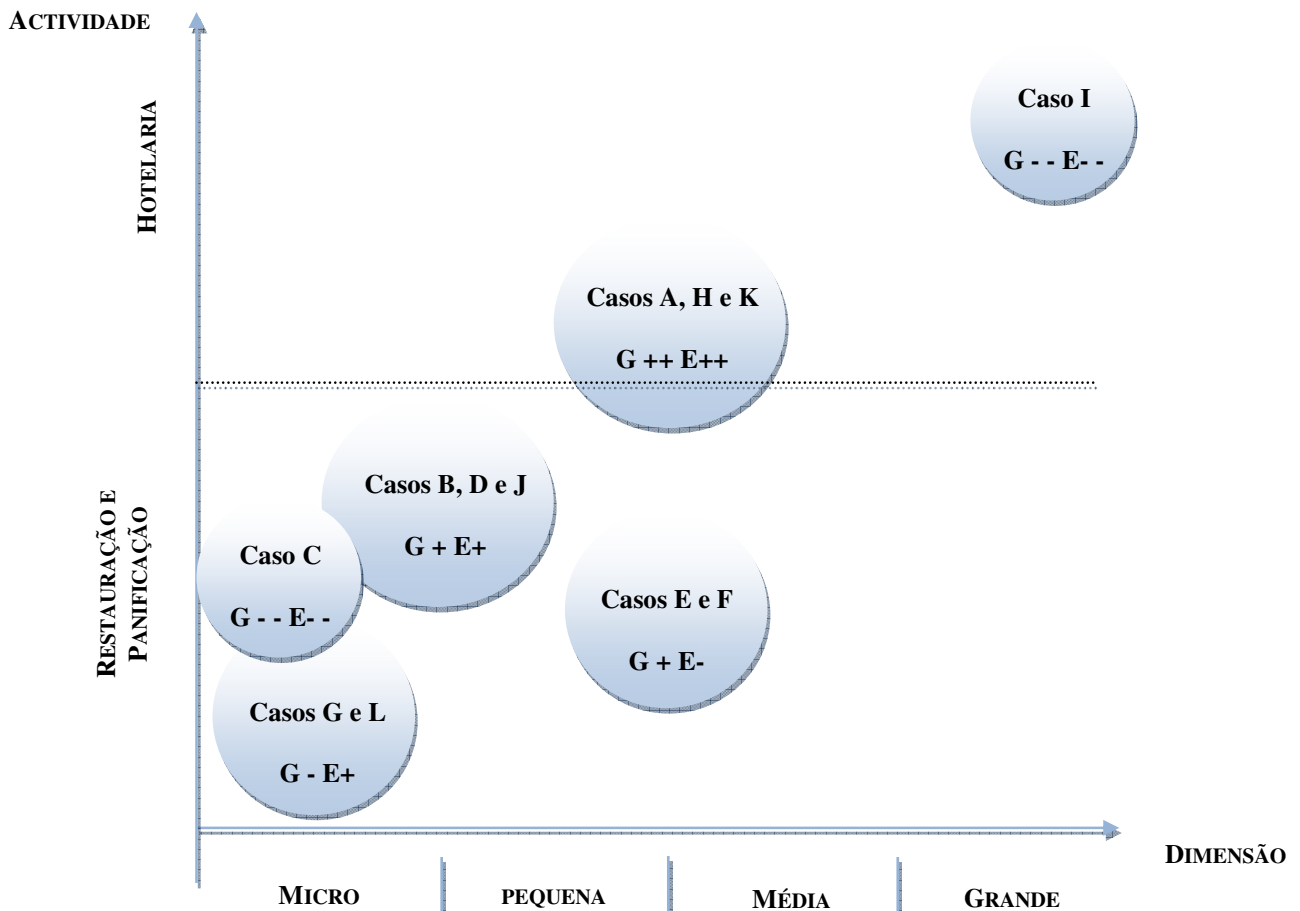 ACTIVIDADE
HOTELARIA
Caso I
G - - E- -
Casos A, H e K
G ++ E++
RESTAURAÇÃO E
PANIFICAÇÃO
Casos B, D e J
G + E+
Caso C
G - - E- -
Casos E e F
G + E-
Casos G e L
G - E+
DIMENSÃO
MICRO
PEQUENA
MÉDIA
GRANDE